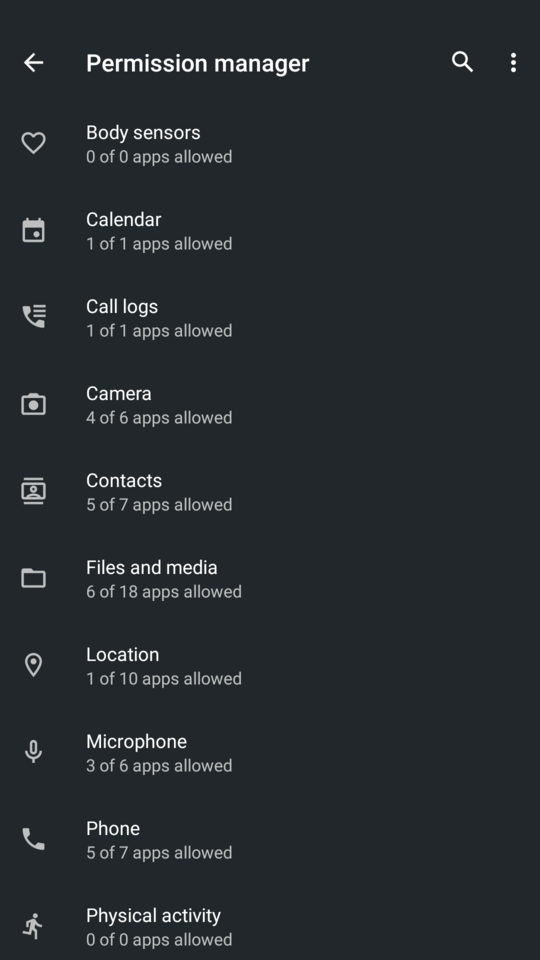 Permission manager
Body sensors
0 of 0 apps allowed
Calendar
1 of 1 apps allowed
Call logs
1 of 1 apps allowed
Camera
4 of 6 apps allowed
Contacts
5 of 7 apps allowed
Files and media
6 of 18 apps allowed
Location
1 of 10 apps allowed
Microphone
3 of 6 apps allowed
Phone
5 of 7 apps allowed
Physical activity
0 of 0 apps allowed